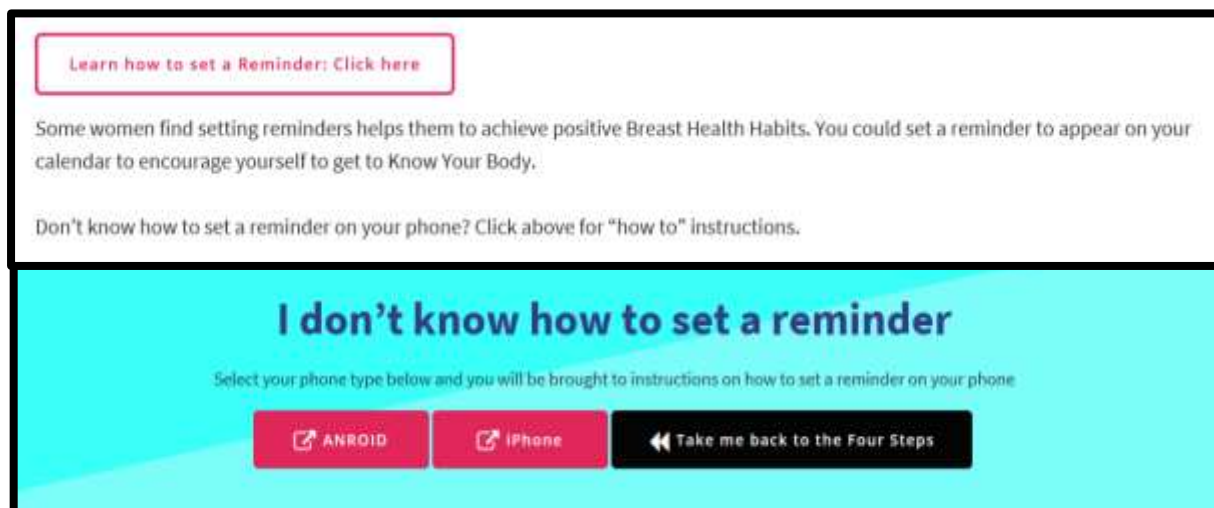 Learn how to set a Reminder: Click here
Some women find setting reminders helps them to achieve positive Breast Health Habits. You could set a reminder to appear on your
calendar to encourage yourself to get to Know Your Body.
Don't know how to set a reminder on your phone? Click above for “how to” instructions.
I don't know how to set a reminder
Select your phone type below and you will be brought to instructions on how to set a reminder on your phone
ANROID
iPhone
Take me back to the Four Steps